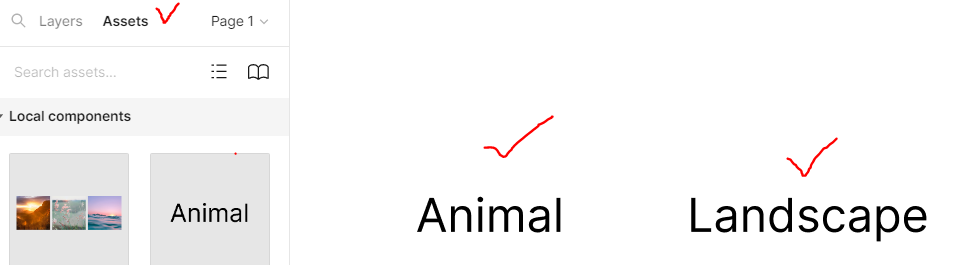 Layers Assets Page 1
Search assets...
Local components
Animal
Animal Landscape